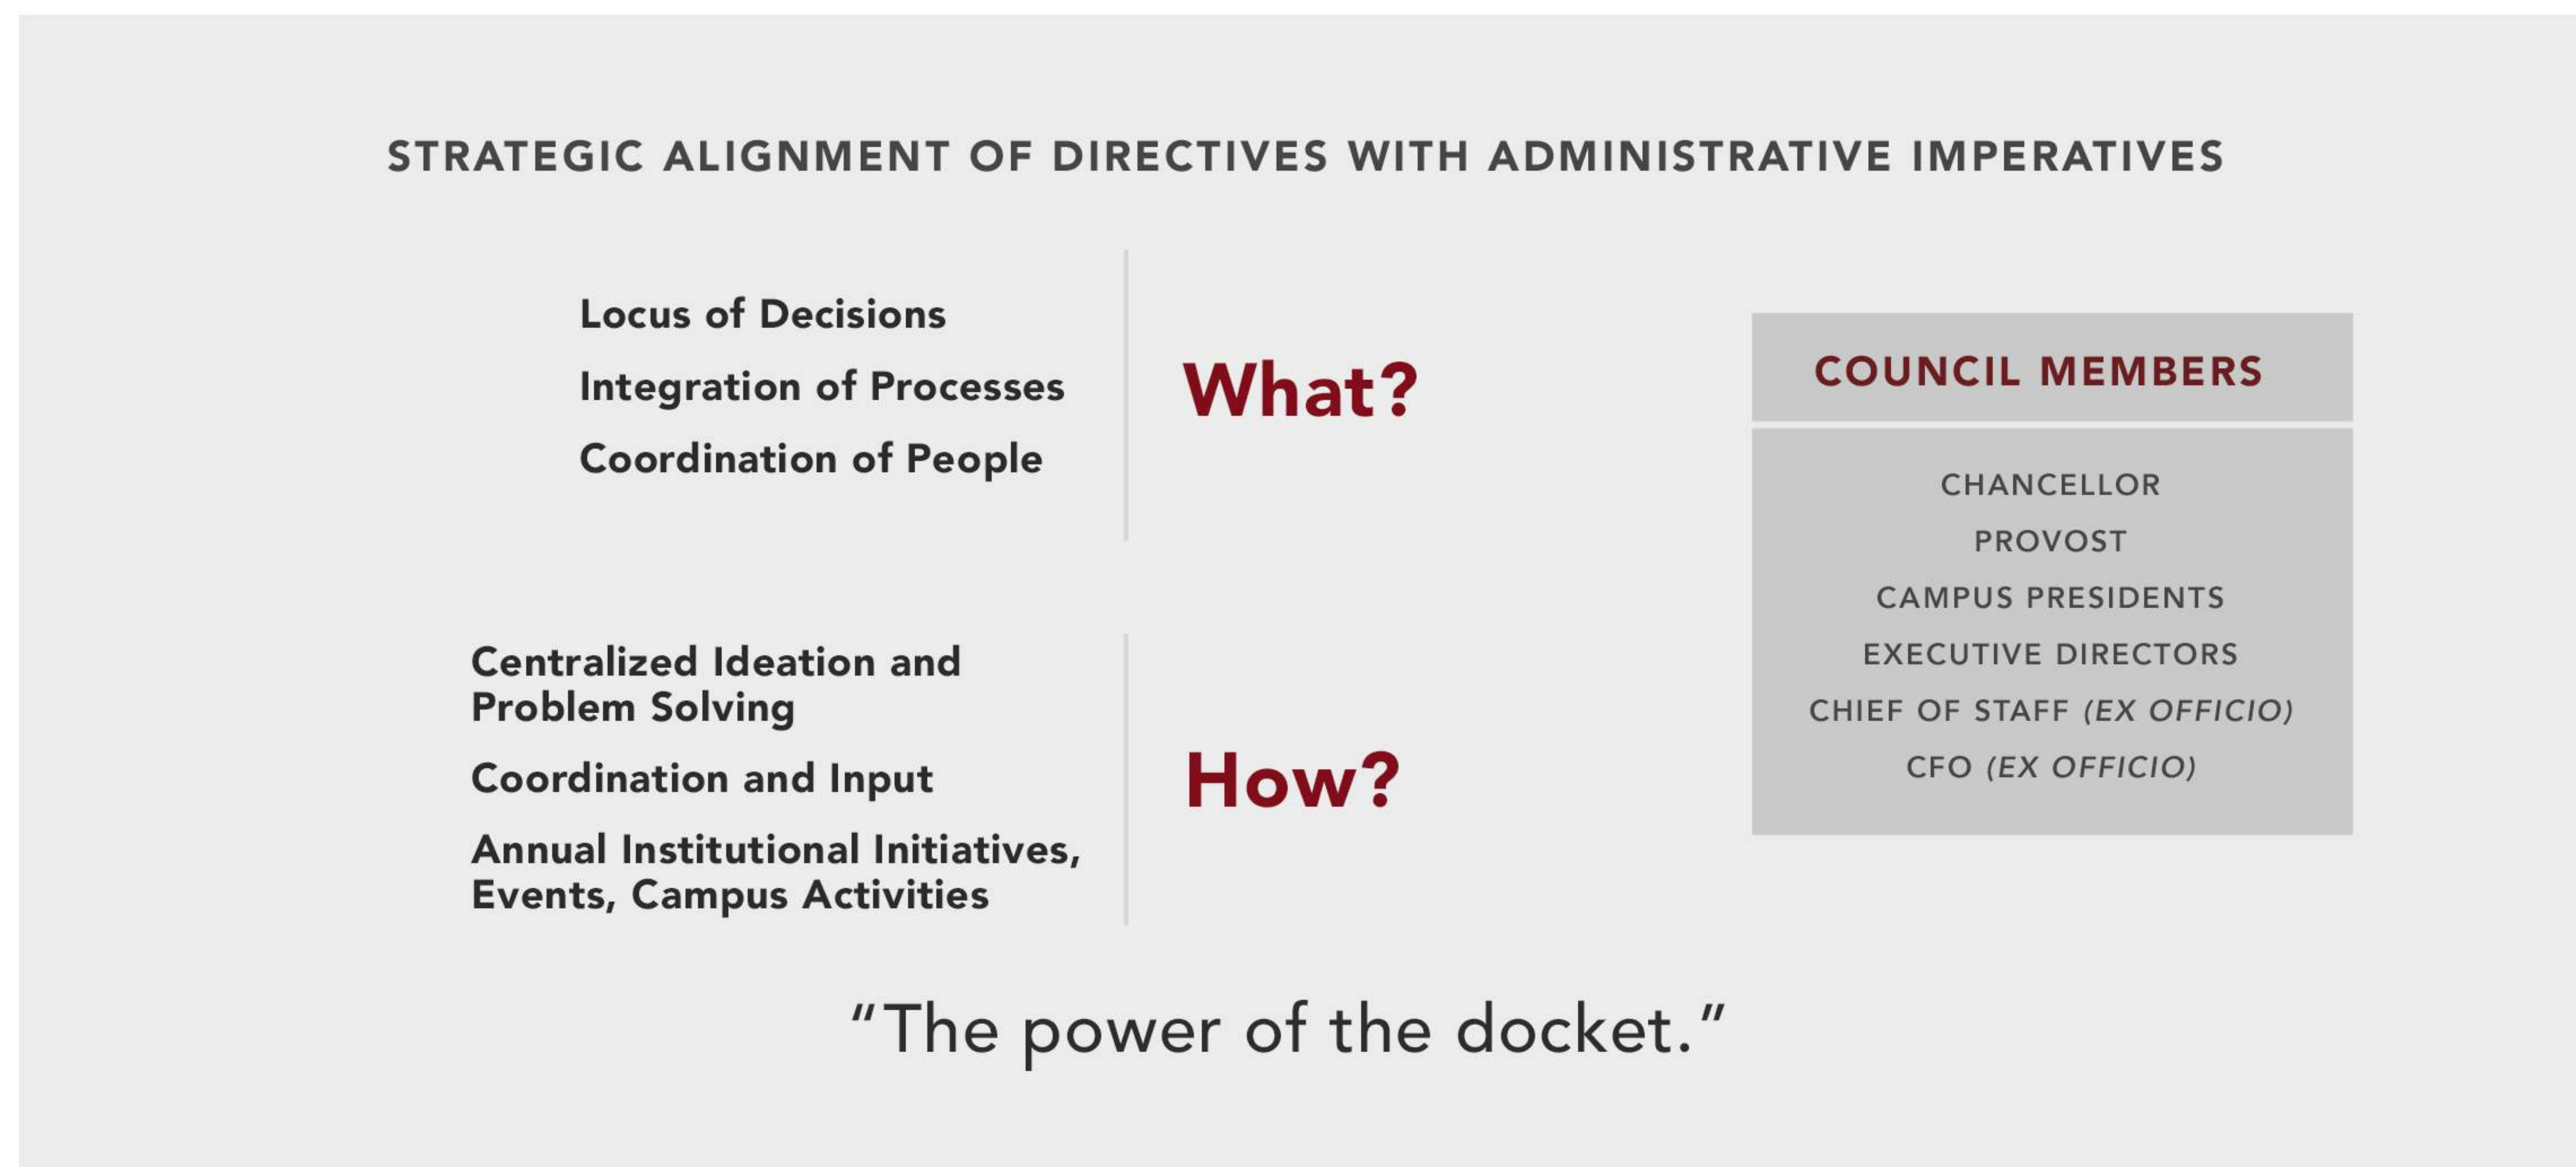 STRATEGIC ALIGNMENT OF DIRECTIVES WITH ADMINISTRATIVE IMPERATIVES
Locus of Decisions
Integration of Processes
Coordination of People
What?
Centralized Ideation and
Problem Solving
Coordination and Input
Annual Institutional Initiatives,
Events, Campus Activities
How?
COUNCIL MEMBERS
CHANCELLOR
PROVOST
CAMPUS PRESIDENTS
EXECUTIVE DIRECTORS
CHIEF OF STAFF (EX OFFICIO)
CFO (EX OFFICIO)
"The power of the docket."